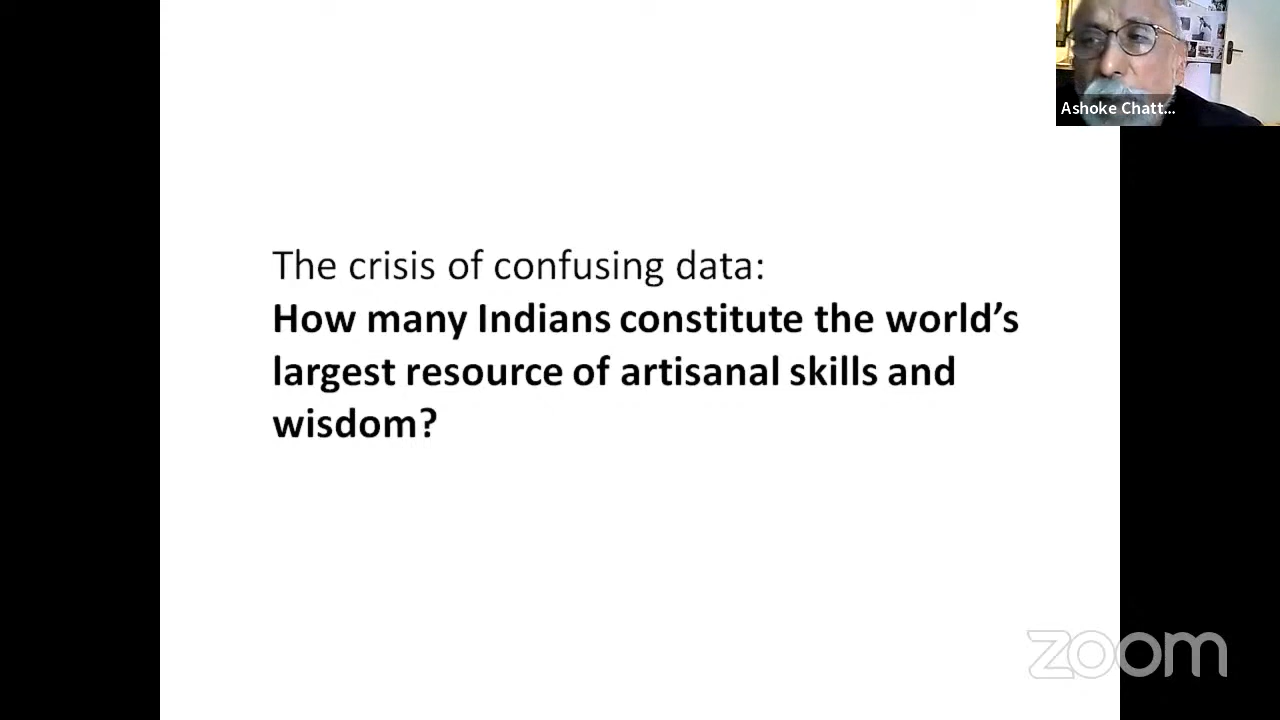 Ashoke Chatt...
The crisis of confusing data:
How many Indians constitute the world’s
largest resource of artisanal skills and
wisdom?
zoom